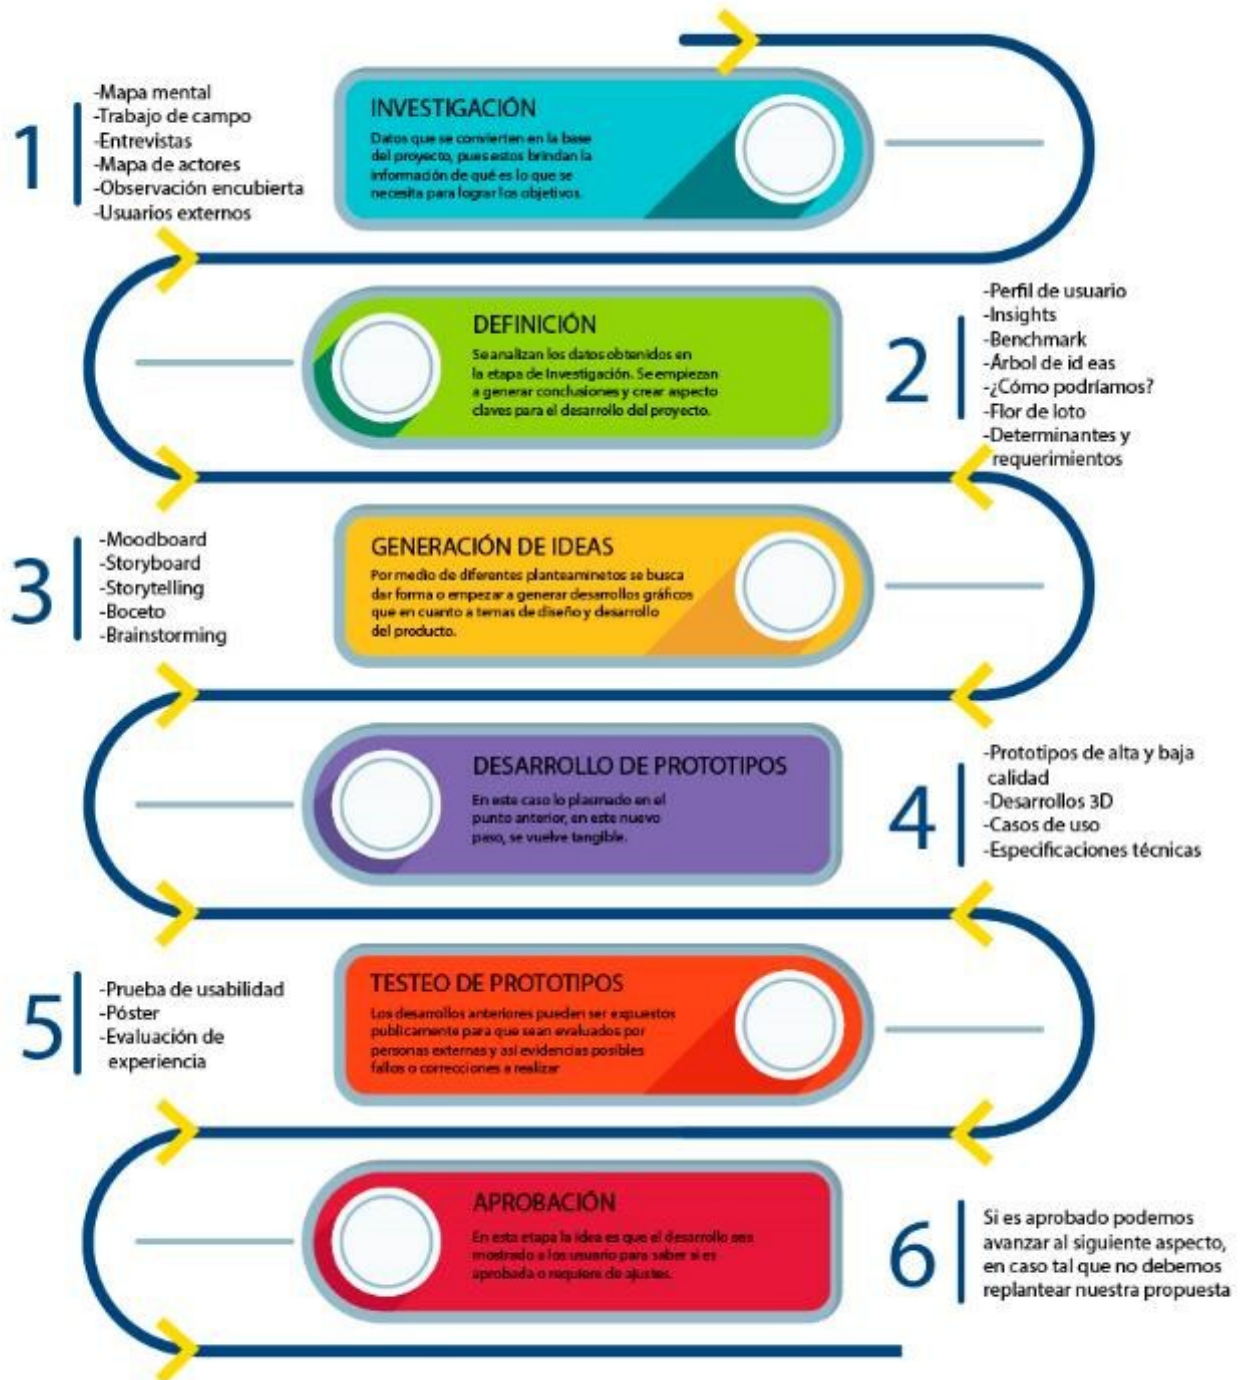 1
-Mapa mental
-Trabajo de campo
-Entrevistas
-Mapa de actores
-Observación encubierta
-Usuarios externos
INVESTIGACIÓN
Datos que se convierten en la base
del proyecto, pues estos brindan la
información de qué es lo que se
necesita para lograr los objetivos.
DEFINICIÓN
Se analizan los datos obtenidos en
la etapa de Investigación. Se empiezan
a generar conclusiones y crear aspecto
claves para el desarrollo del proyecto.
2
-Perfil de usuario
-Insights
-Benchmark
-Árbol de id eas
-¿Cómo podríamos?
-Flor de loto
-Determinantes y
requerimientos
3
-Moodboard
-Storyboard
-Storytelling
-Boceto
-Brainstorming
GENERACIÓN DE IDEAS
Por medio de diferentes planteaminetos se busca
dar forma o empezar a generar desarrollos gráficos
que en cuanto a temas de diseño y desarrollo
del producto.
DESARROLLO DE PROTOTIPOS
En este caso lo plasmado en el
punto anterior, en este nuevo
paso, se vuelve tangible.
4
-Prototipos de alta y baja
calidad
-Desarrollos 3D
-Casos de uso
-Especificaciones técnicas
5
-Prueba de usabilidad
-Póster
-Evaluación de
experiencia
TESTEO DE PROTOTIPOS
Los desarrollos anteriores pueden ser expuestos
publicamente para que sean evaluados por
personas externas y así evidencias posibles
fallos o correcciones a realizar
APROBACIÓN
En esta etapa la idea es que el desarrollo sea
mostrado a los usuario para saber si es
aprobada o requiere de ajustes.
6
Si es aprobado podemos
avanzar al siguiente aspecto,
en caso tal que no debemos
replantear nuestra propuesta